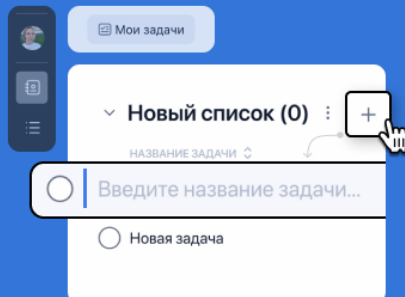 Мои задачи
Новый список (0)
НАЗВАНИЕ ЗАДАЧИ
Введите название задачи...
Новая задача